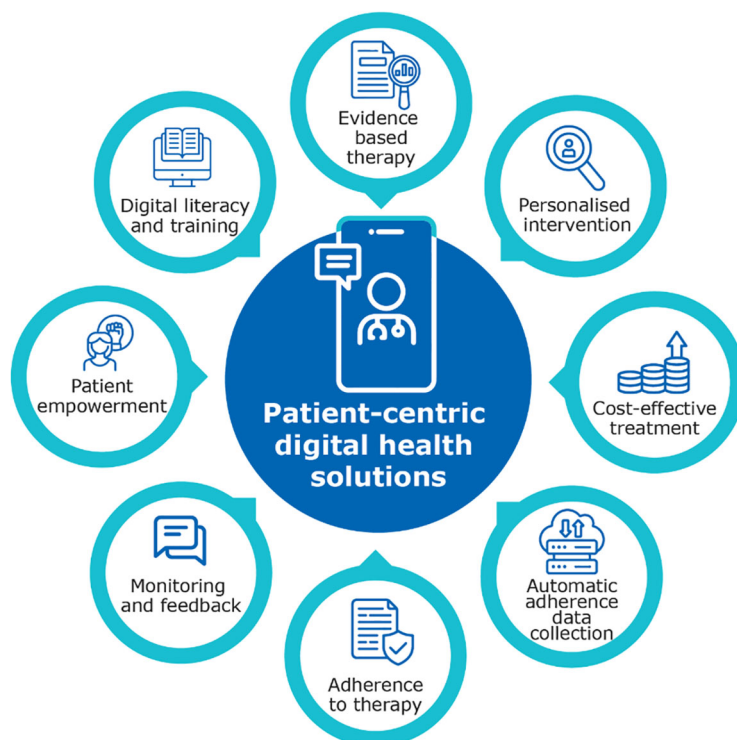 Evidence
based
therapy
Personalised
intervention
Cost-effective
treatment
Automatic
adherence
data
collection
Adherence
to therapy
Monitoring
and feedback
Patient
empowerment
Digital literacy
and training
Patient-centric
digital health
solutions